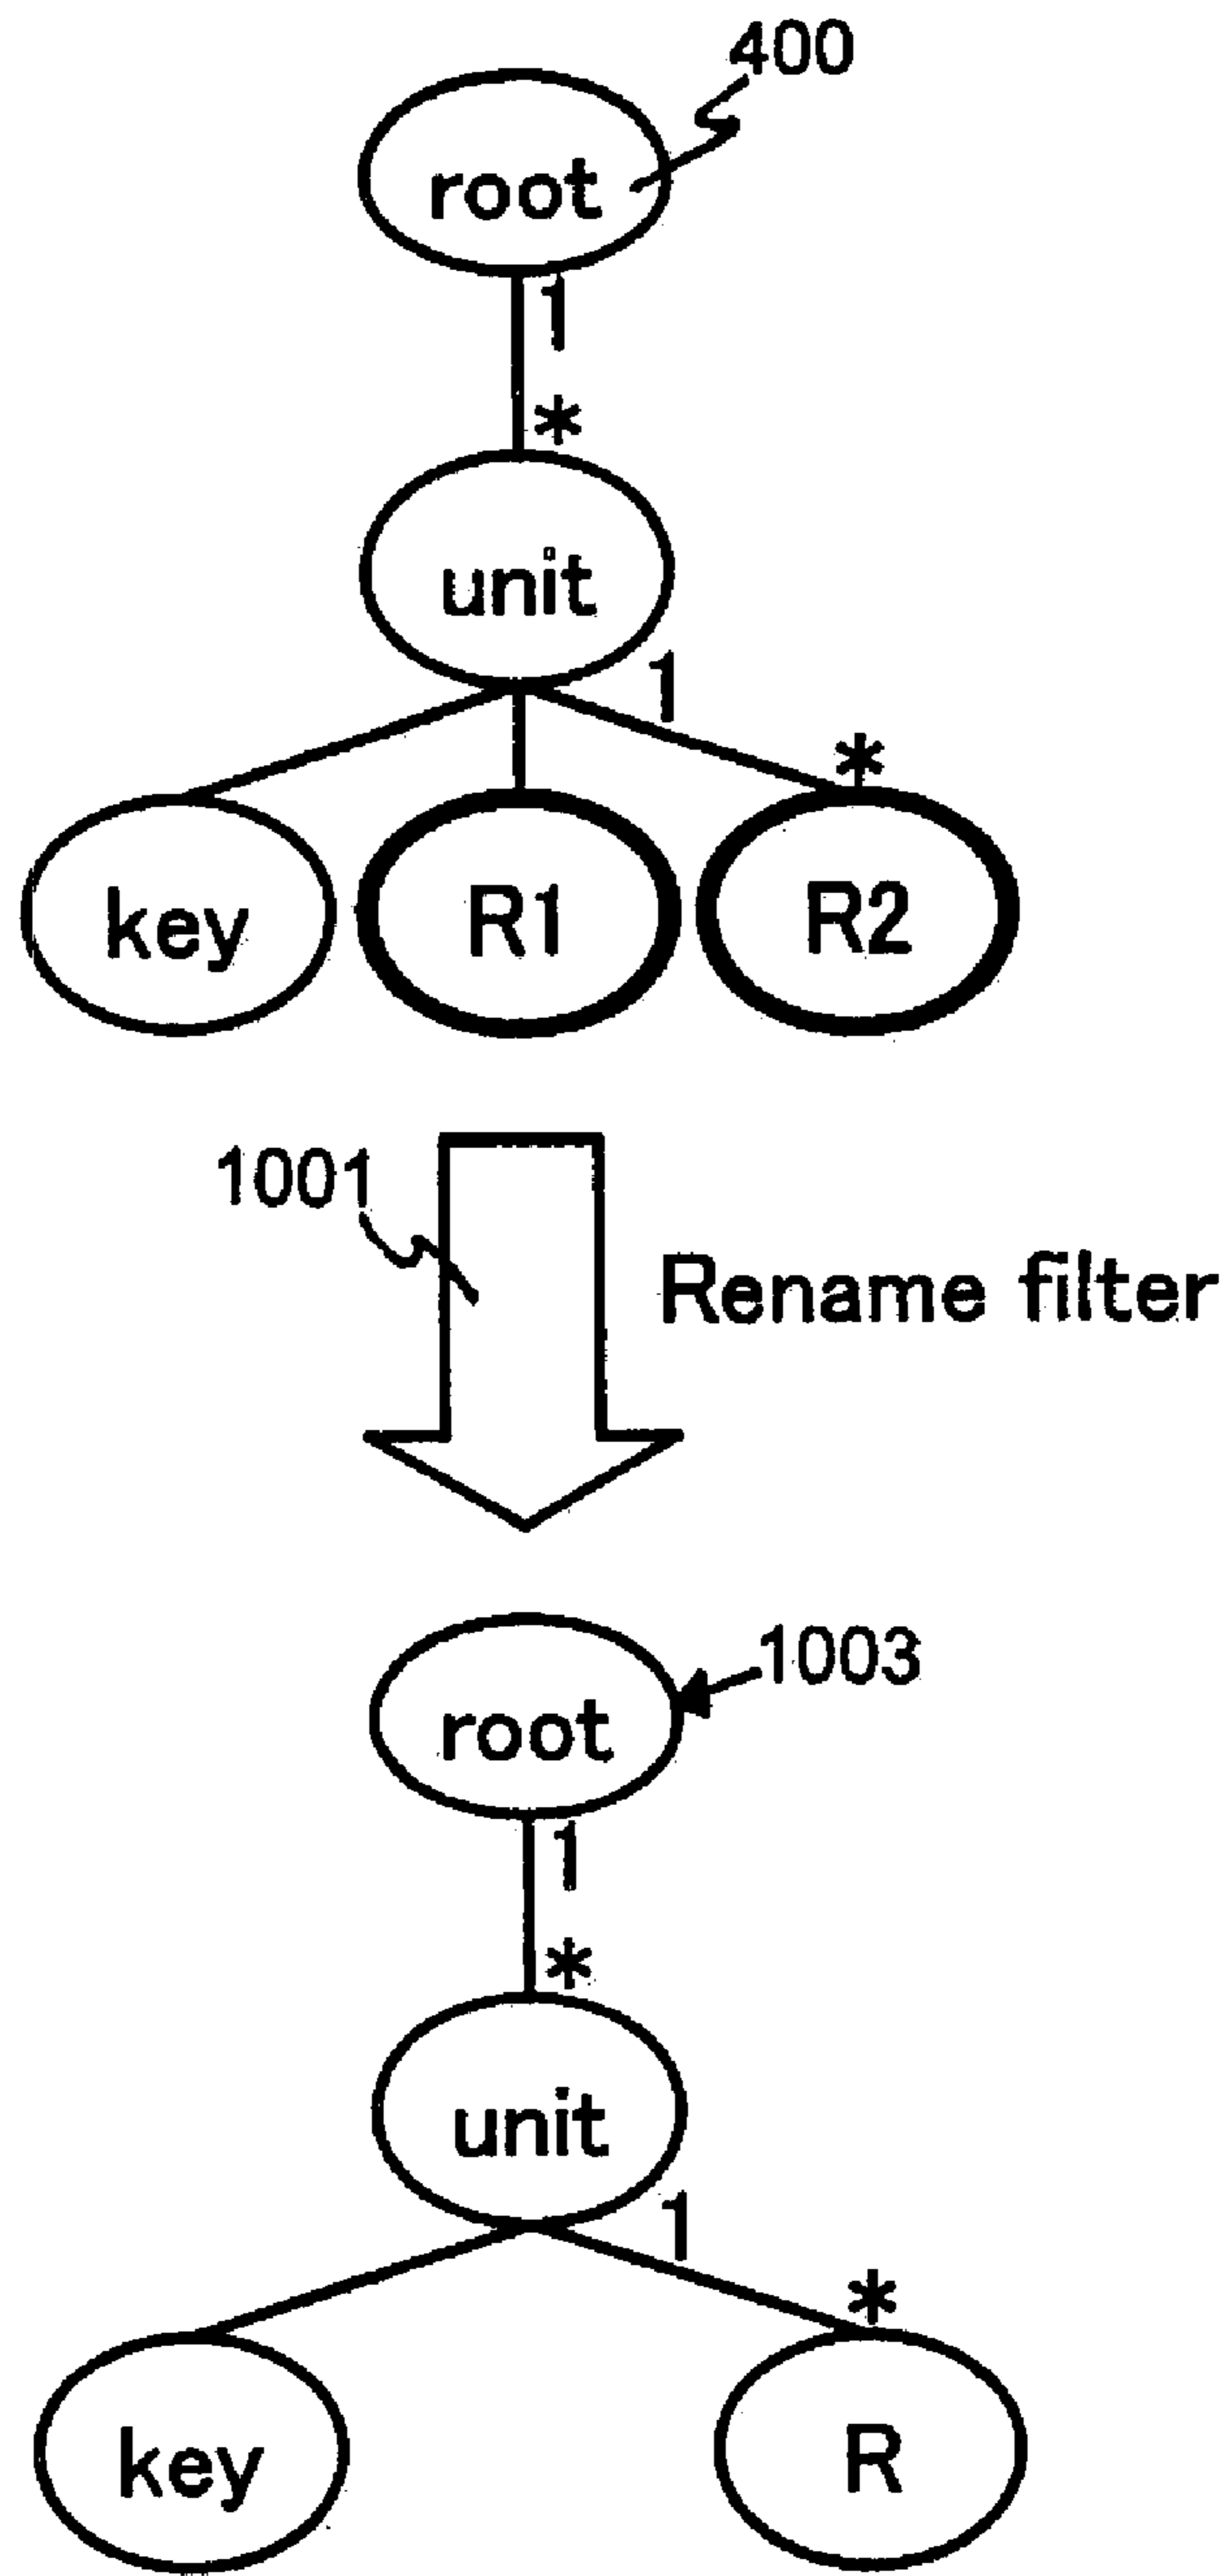 400
root
1
*
unit
1
*
key R1 R2
1001
Rename filter
1003
root
1
*
unit
1
*
key R